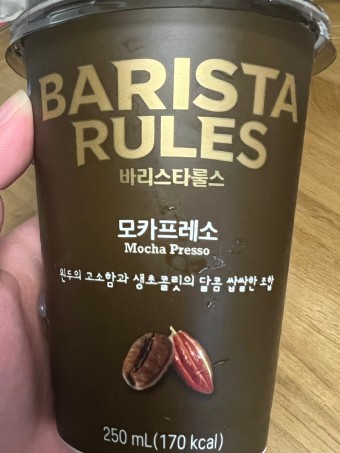 BARISTA
RULES
바리스타룰스
모카프레소
Mocha Presso
원두의 고소함과 생초콜릿의 달콤 쌉쌀한 조합
250 mL(170 kcal)